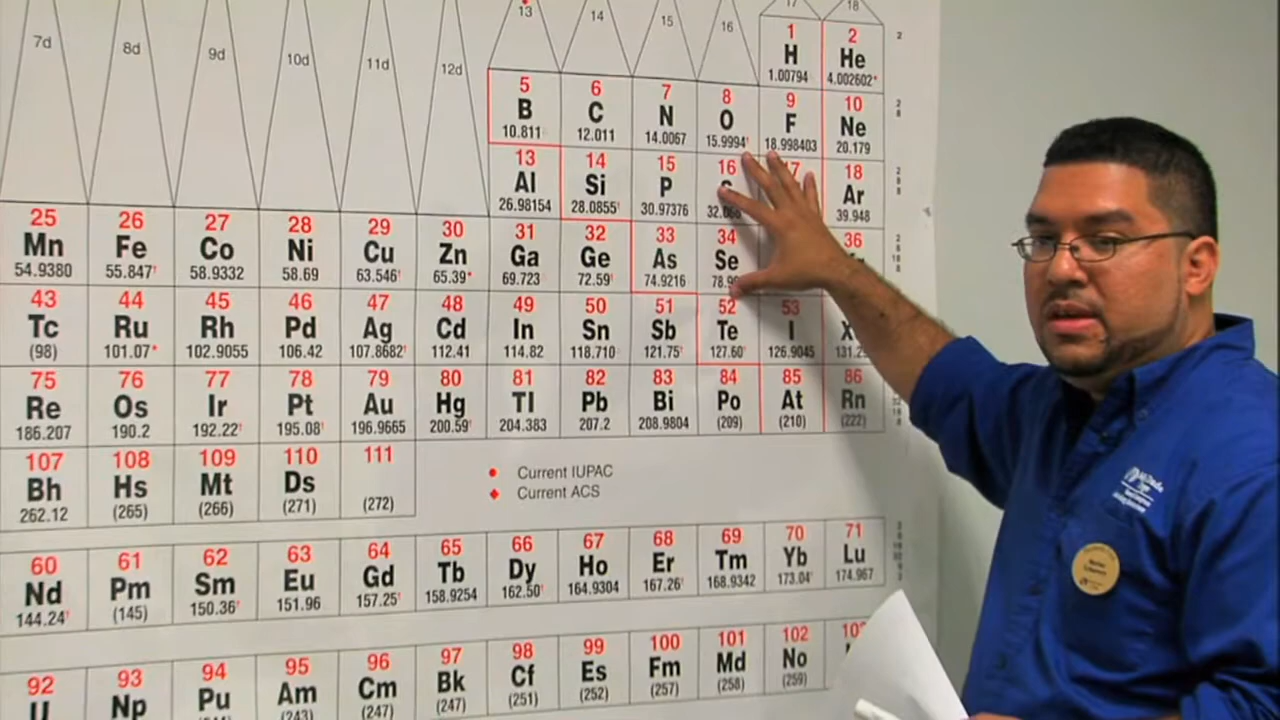 13 14 15 16 17 18
7d 8d 9d 10d 11d 12d
1 2
H He
1.00794 4.002602
5 6 7 8 9 10
B C N O F Ne
10.811 12.011 14.0067 15.9994 18.998403 20.179
13 14 15 16 17 18
Al Si P S Ar
26.98154 28.0855 30.97376 32.066 39.948
25 26 27 28 29 30 31 32 33 34 36
Mn Fe Co Ni Cu Zn Ga Ge As Se
54.9380 55.847 58.9332 58.69 63.546 65.39 69.723 72.59 74.9216
43 44 45 46 47 48 49 50 51 52 53
Tc Ru Rh Pd Ag Cd In Sn Sb Te I X
(98) 101.07 102.9055 106.42 107.8682 112.41 114.82 118.710 121.75 127.60 126.9045
75 76 77 78 79 80 81 82 83 84 85 86
Re Os Ir Pt Au Hg Tl Pb Bi Po At Rn
186.207 190.2 192.22 195.08 196.9665 200.59 204.383 207.2 208.9804 (209) (210) (222)
107 108 109 110 111
Bh Hs Mt Ds
262.12 (265) (266) (271) (272)
Current IUPAC
Current ACS
60 61 62 63 64 65 66 67 68 69 70 71
Nd Pm Sm Eu Gd Tb Dy Ho Er Tm Yb Lu
144.24 (145) 150.36 151.96 157.25 158.9254 162.50 164.9304 167.26 168.9342 173.04 174.967
92 93 94 95 96 97 98 99 100 101 102
U Np Pu Am Cm Bk Cf Es Fm Md No
(243) (247) (247) (251) (252) (257) (258) (259)